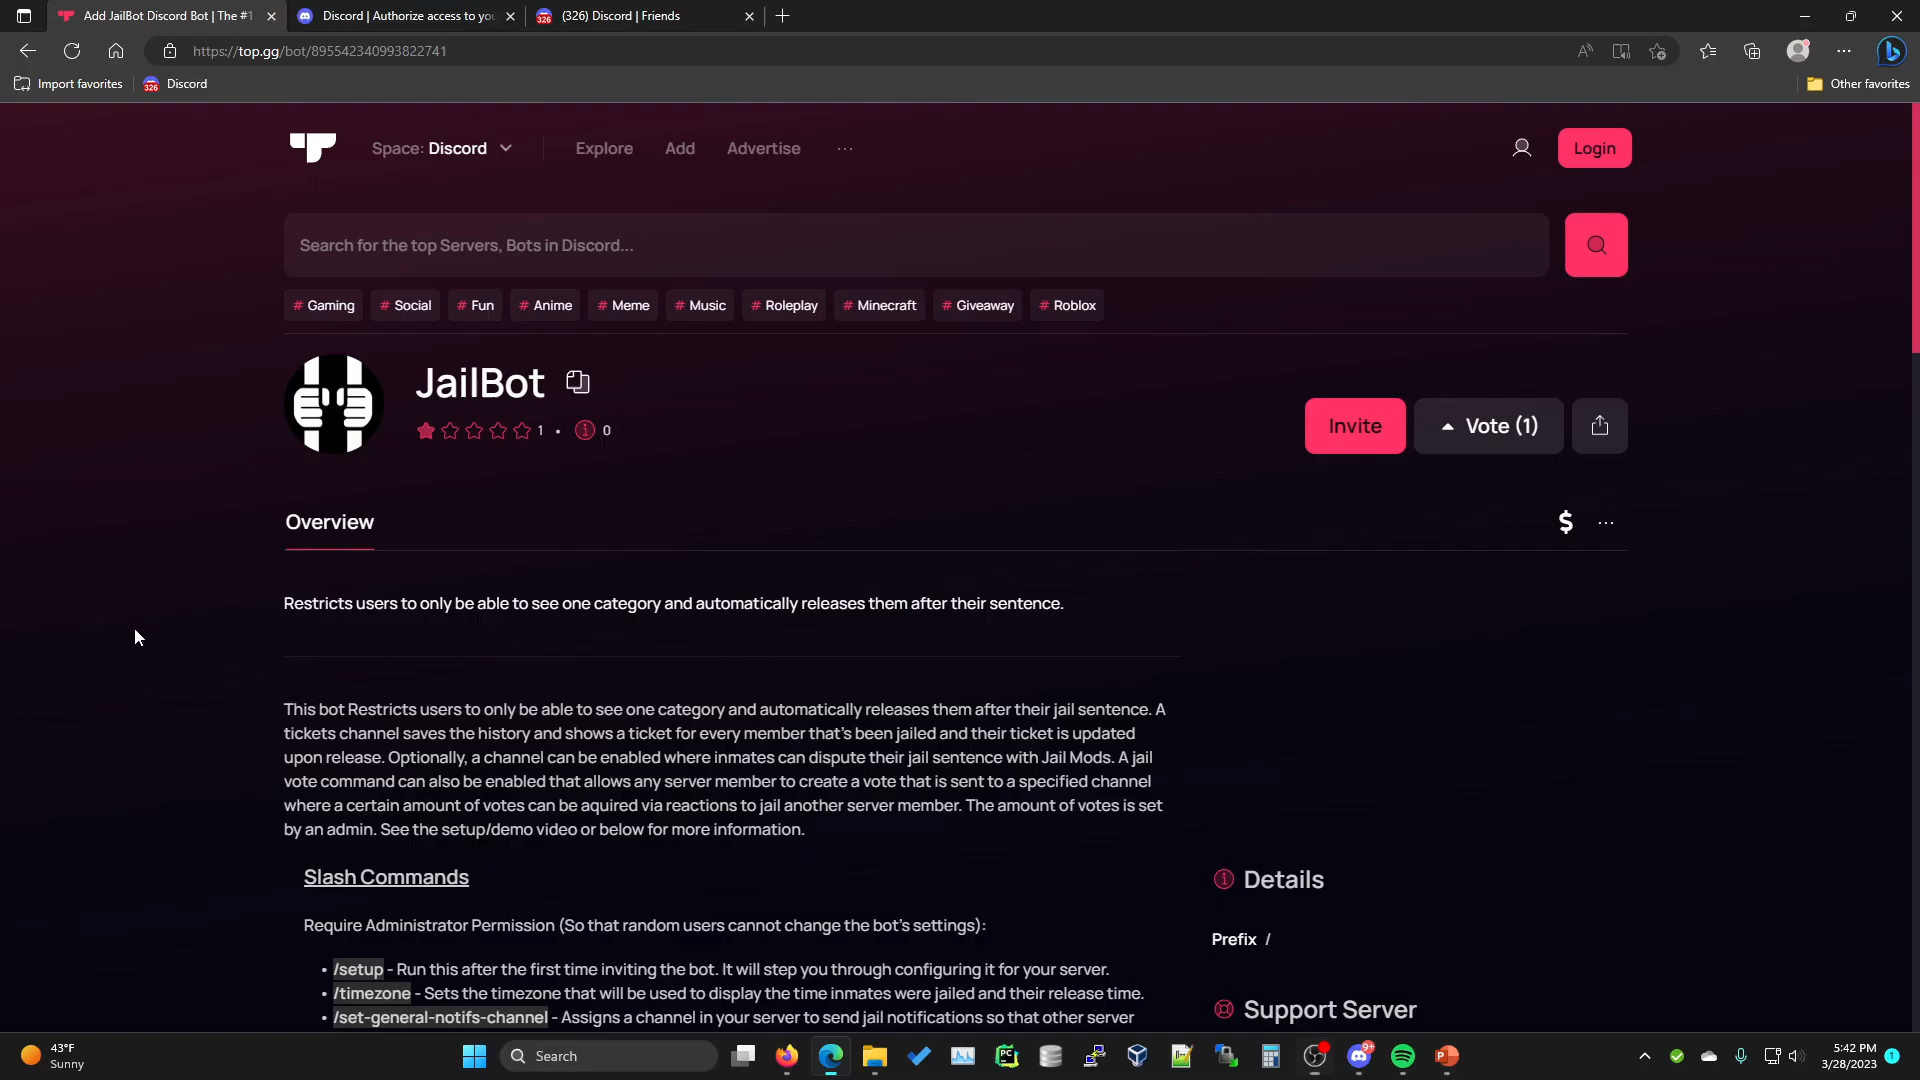 Add JailBot Discord Bot | The #1
Discord | Authorize access to you
326
(326) Discord | Friends
https://top.gg/bot/895542340993822741
Import favorites
326
Discord
Other favorites
Space: Discord
Explore
Add
Advertise
Login
Search for the top Servers, Bots in Discord...
# Gaming
# Social
# Fun
# Anime
# Meme
# Music
# Roleplay
# Minecraft
# Giveaway
# Roblox
JailBot
1 • 0
Invite
Vote (1)
Overview
$
Restricts users to only be able to see one category and automatically releases them after their sentence.
This bot Restricts users to only be able to see one category and automatically releases them after their jail sentence. A
tickets channel saves the history and shows a ticket for every member that's been jailed and their ticket is updated
upon release. Optionally, a channel can be enabled where inmates can dispute their jail sentence with Jail Mods. A jail
vote command can also be enabled that allows any server member to create a vote that is sent to a specified channel
where a certain amount of votes can be aquired via reactions to jail another server member. The amount of votes is set
by an admin. See the setup/demo video or below for more information.
Slash Commands
Require Administrator Permission (So that random users cannot change the bot's settings):
• /setup - Run this after the first time inviting the bot. It will step you through configuring it for your server.
• /timezone - Sets the timezone that will be used to display the time inmates were jailed and their release time.
• /set-general-notifs-channel - Assigns a channel in your server to send jail notifications so that other server
Details
Prefix /
Support Server
43°F
Sunny
Search
PC
9+
P
5:42 PM
3/28/2023
1